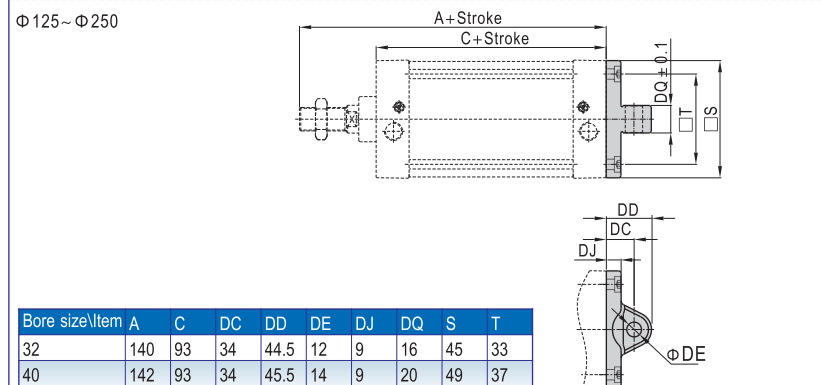 Φ125~Φ250
A+Stroke
C+Stroke
DQ±0.1
□T
□S
DD
DC
DJ
ΦDE
Bore size\Item A C DC DD DE DJ DQ S T
32 140 93 34 44.5 12 9 16 45 33
40 142 93 34 45.5 14 9 20 49 37